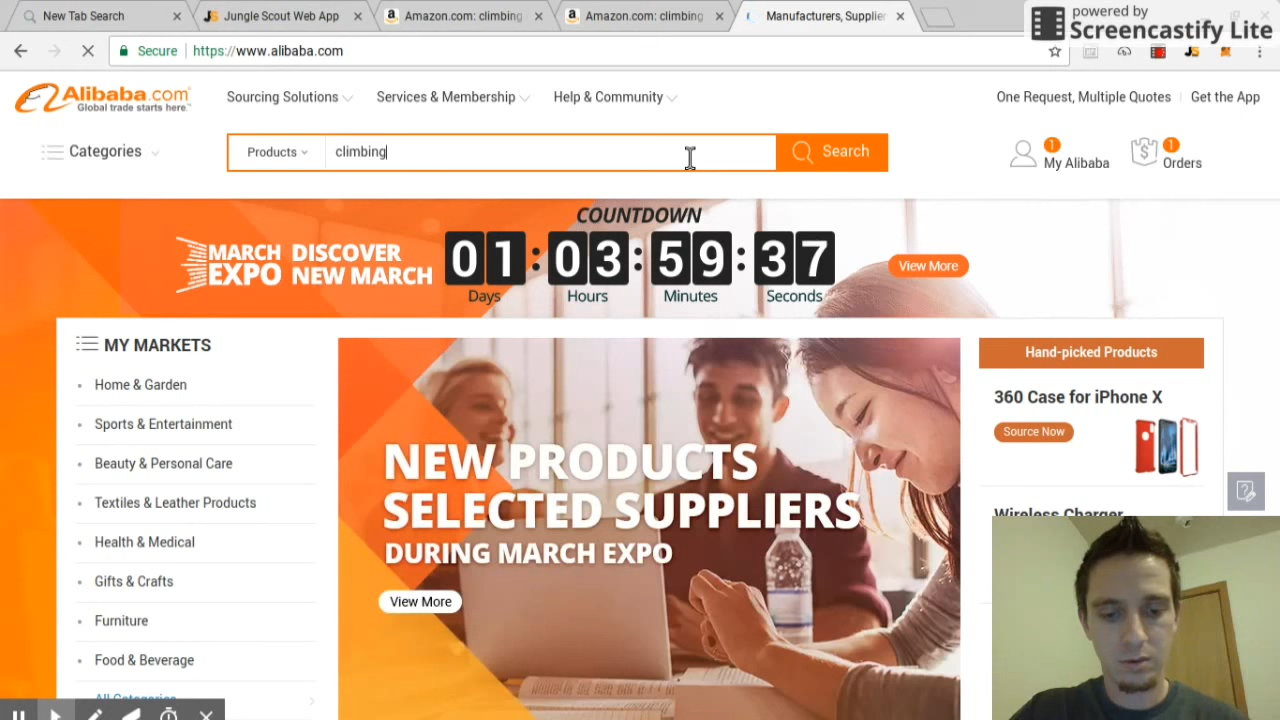 New Tab Search
Jungle Scout Web App
Amazon.com: climbing
Amazon.com: climbing
Manufacturers, Supplier
powered by
Screencastify Lite
Secure
https://www.alibaba.com
Alibaba.com
Global trade starts here.™
Sourcing Solutions
Services & Membership
Help & Community
One Request, Multiple Quotes
Get the App
Categories
Products
climbing
Search
1
My Alibaba
1
Orders
COUNTDOWN
MARCH
EXPO
DISCOVER
NEW MARCH
01:03:59:37
Days
Hours
Minutes
Seconds
View More
MY MARKETS
Home & Garden
Sports & Entertainment
Beauty & Personal Care
Textiles & Leather Products
Health & Medical
Gifts & Crafts
Furniture
Food & Beverage
All Categories
NEW PRODUCTS
SELECTED SUPPLIERS
DURING MARCH EXPO
View More
Hand-picked Products
360 Case for iPhone X
Source Now
Wireless Charger